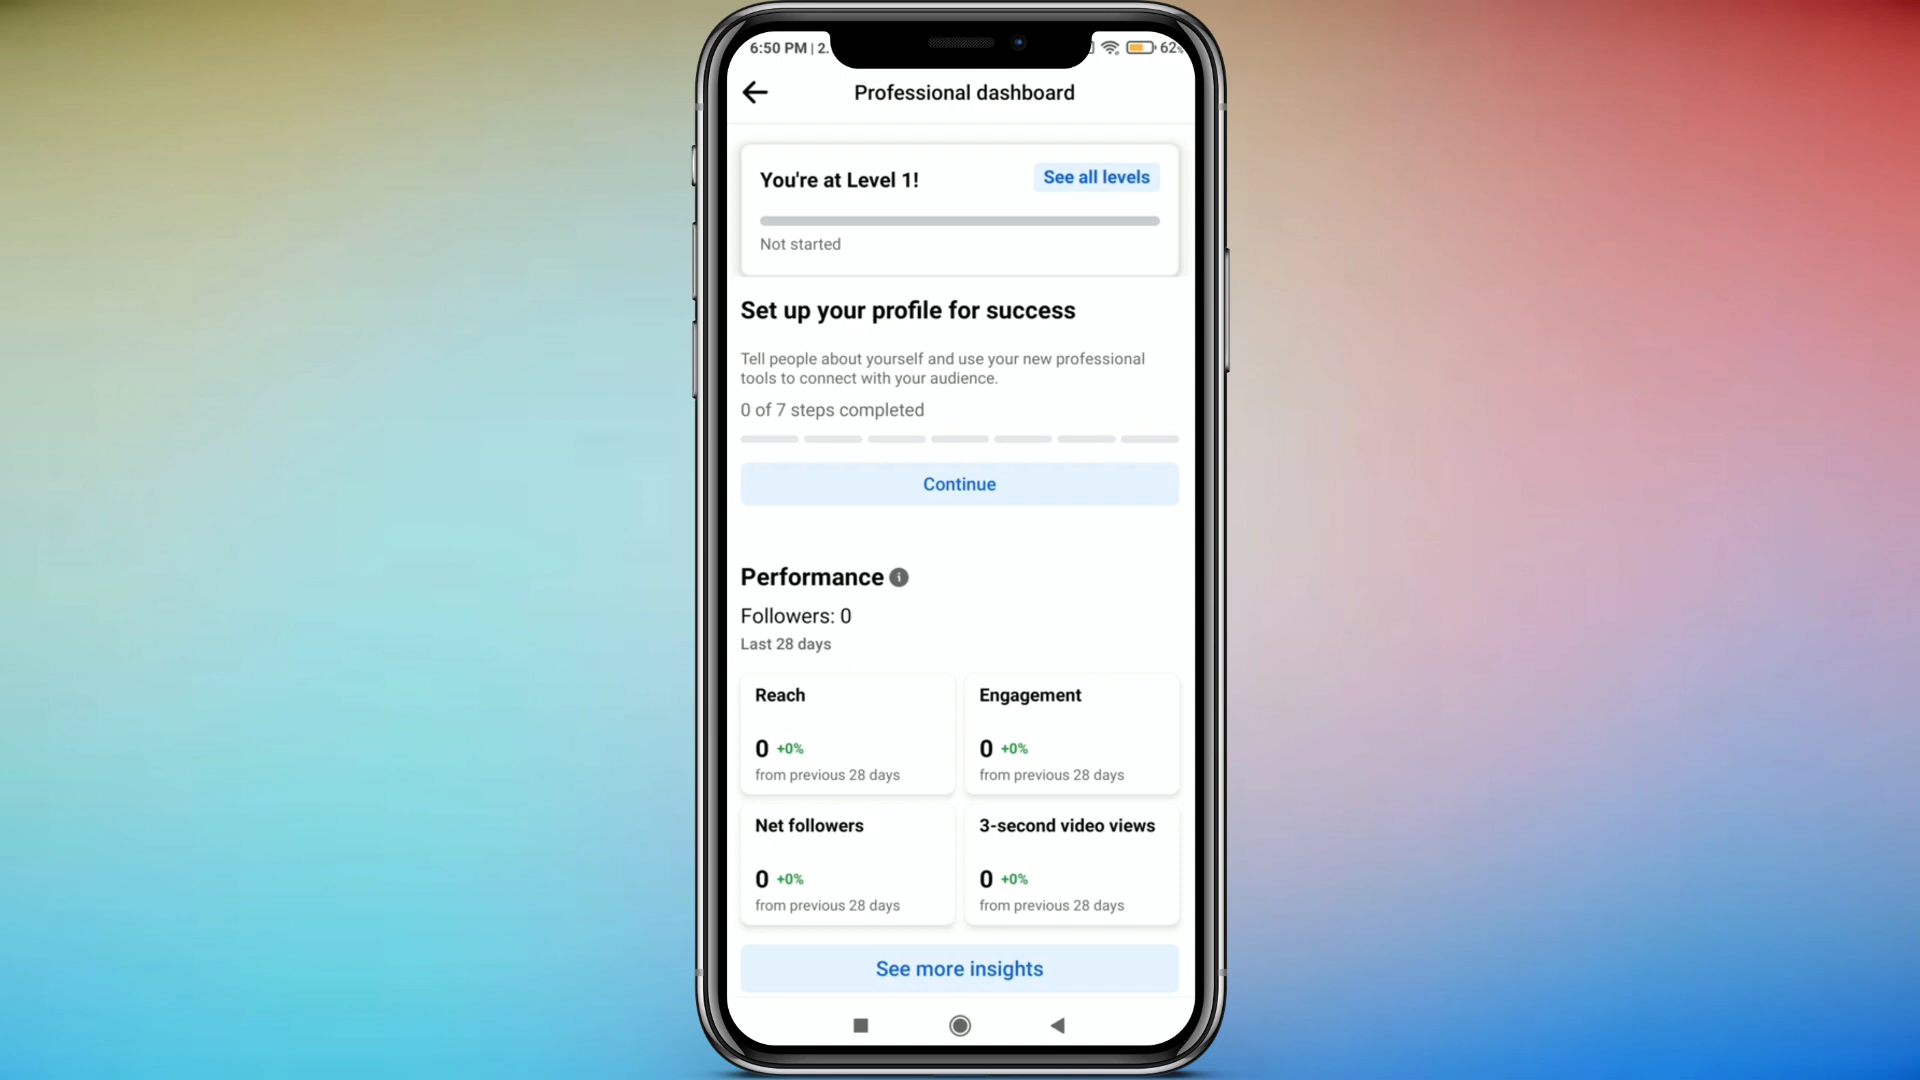 6:50 PM | 2.
62%
Professional dashboard
You're at Level 1!
See all levels
Not started
Set up your profile for success
Tell people about yourself and use your new professional
tools to connect with your audience.
0 of 7 steps completed
Continue
Performance
Followers: 0
Last 28 days
Reach
0 +0%
from previous 28 days
Engagement
0 +0%
from previous 28 days
Net followers
0 +0%
from previous 28 days
3-second video views
0 +0%
from previous 28 days
See more insights